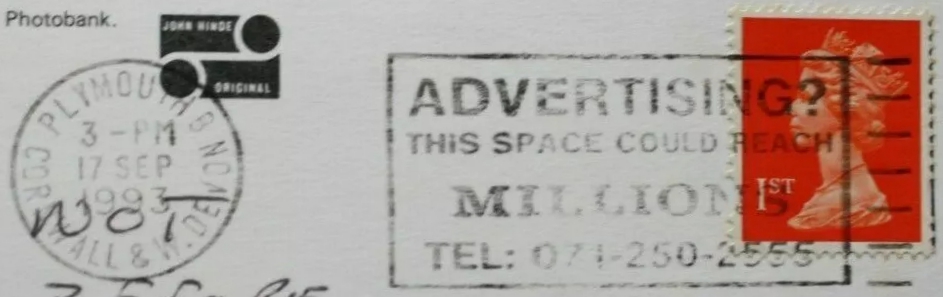 Photobank.
JOHN HINDE
ORIGINAL
PLYMOUTH & N CORNWALL & W. DEVON
3-PM
17 SEP
1993
ADVERTISING?
THIS SPACE COULD REACH
MILLIONS
TEL: 071-250-2555
1ST